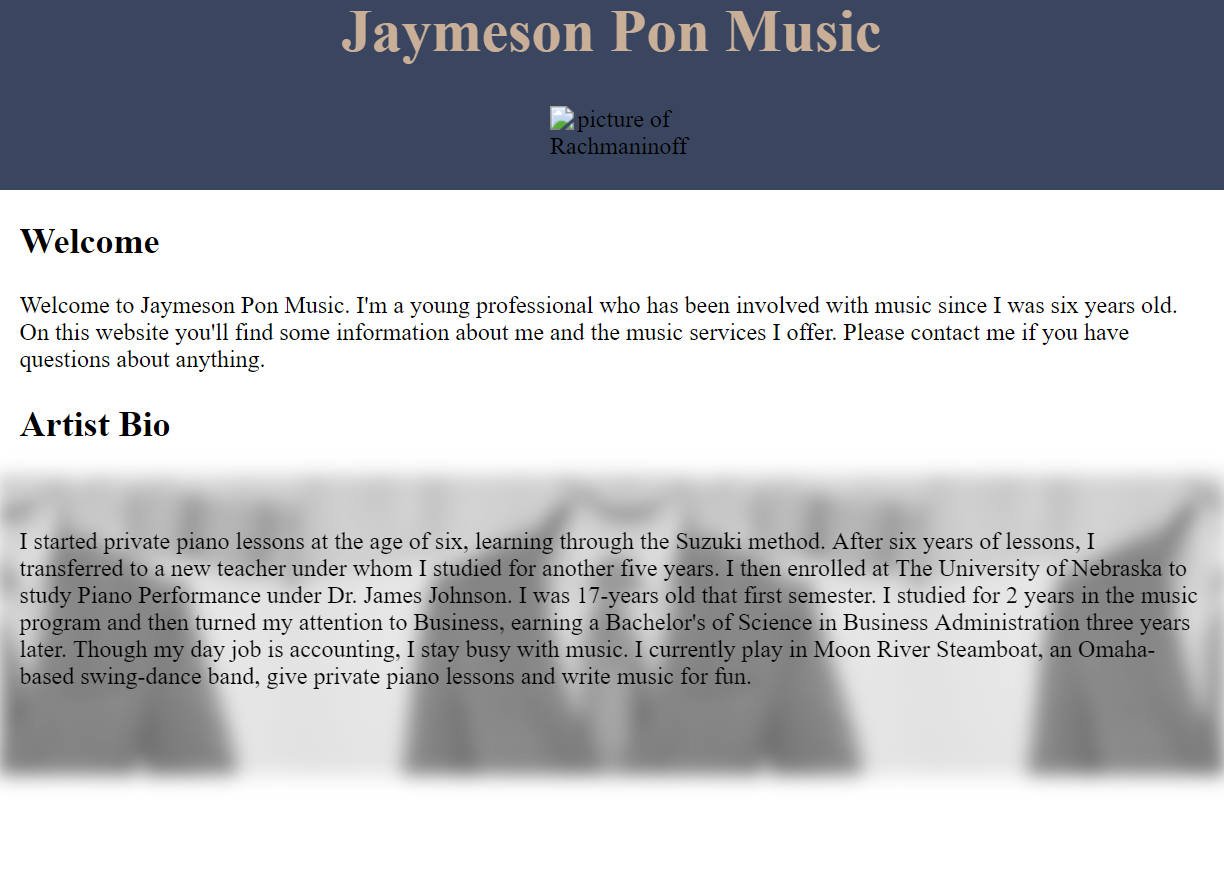 Jaymeson Pon Music
picture of
Rachmaninoff
Welcome
Welcome to Jaymeson Pon Music. I'm a young professional who has been involved with music since I was six years old.
On this website you'll find some information about me and the music services I offer. Please contact me if you have
questions about anything.
Artist Bio
I started private piano lessons at the age of six, learning through the Suzuki method. After six years of lessons, I
transferred to a new teacher under whom I studied for another five years. I then enrolled at The University of Nebraska to
study Piano Performance under Dr. James Johnson. I was 17-years old that first semester. I studied for 2 years in the music
program and then turned my attention to Business, earning a Bachelor's of Science in Business Administration three years
later. Though my day job is accounting, I stay busy with music. I currently play in Moon River Steamboat, an Omaha-
based swing-dance band, give private piano lessons and write music for fun.